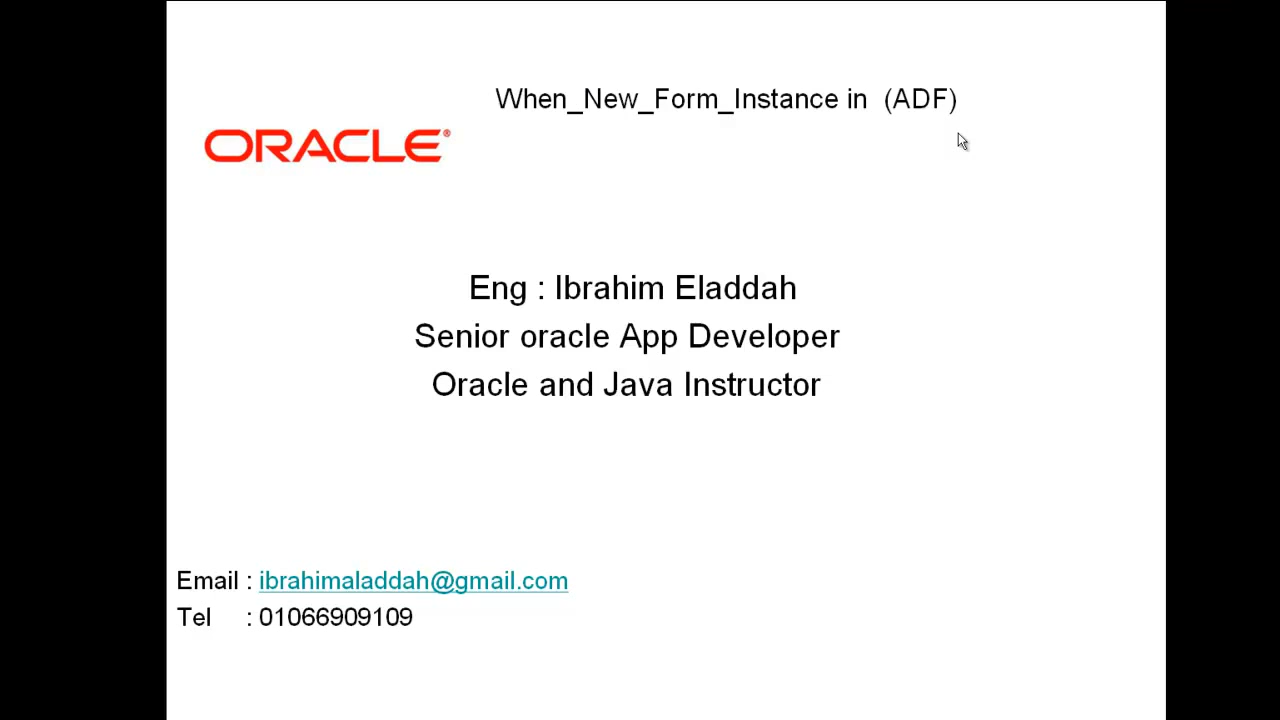 When_New_Form_Instance in (ADF)
ORACLE®
Eng : Ibrahim Eladdah
Senior oracle App Developer
Oracle and Java Instructor
Email : ibrahimaladdah@gmail.com
Tel : 01066909109